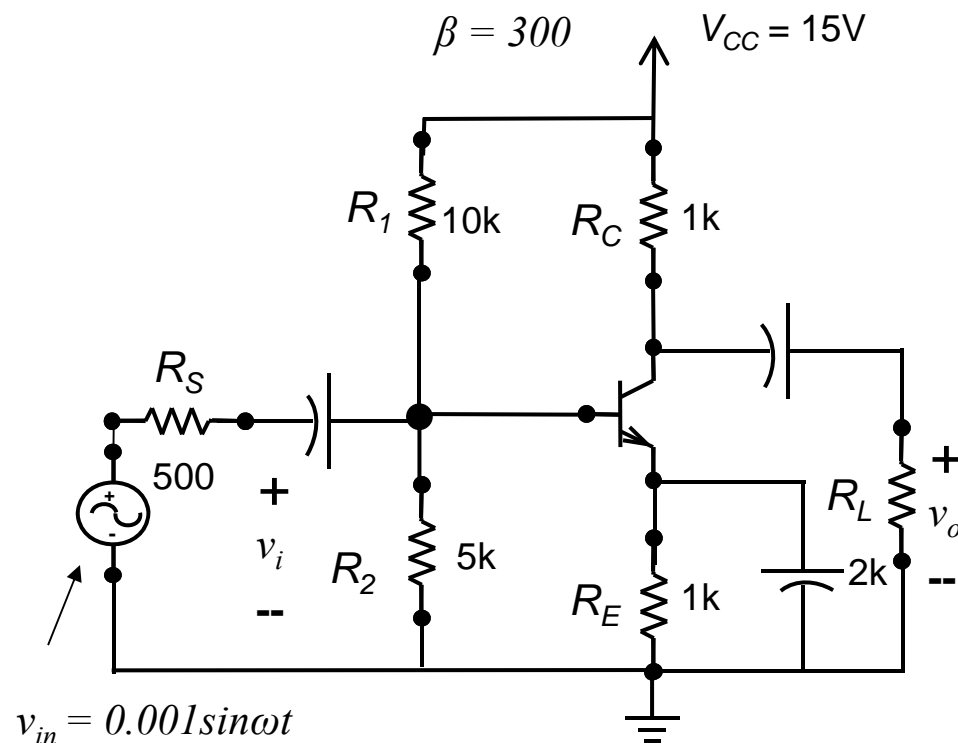 β = 300
V_CC = 15V
R_1
10k
R_C
1k
R_S
500
+
v_i
--
R_2
5k
R_E
1k
2k
R_L
+
v_o
--
+
-
v_in = 0.001sinωt